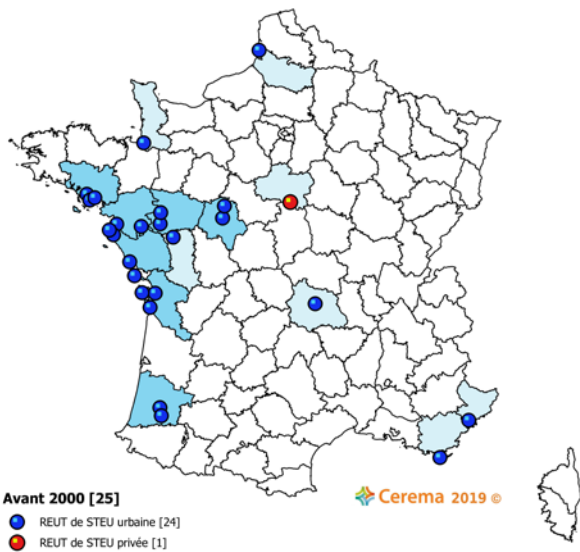 Cerema 2019 ©
Avant 2000 [25]
REUT de STEU urbaine [24]
REUT de STEU privée [1]